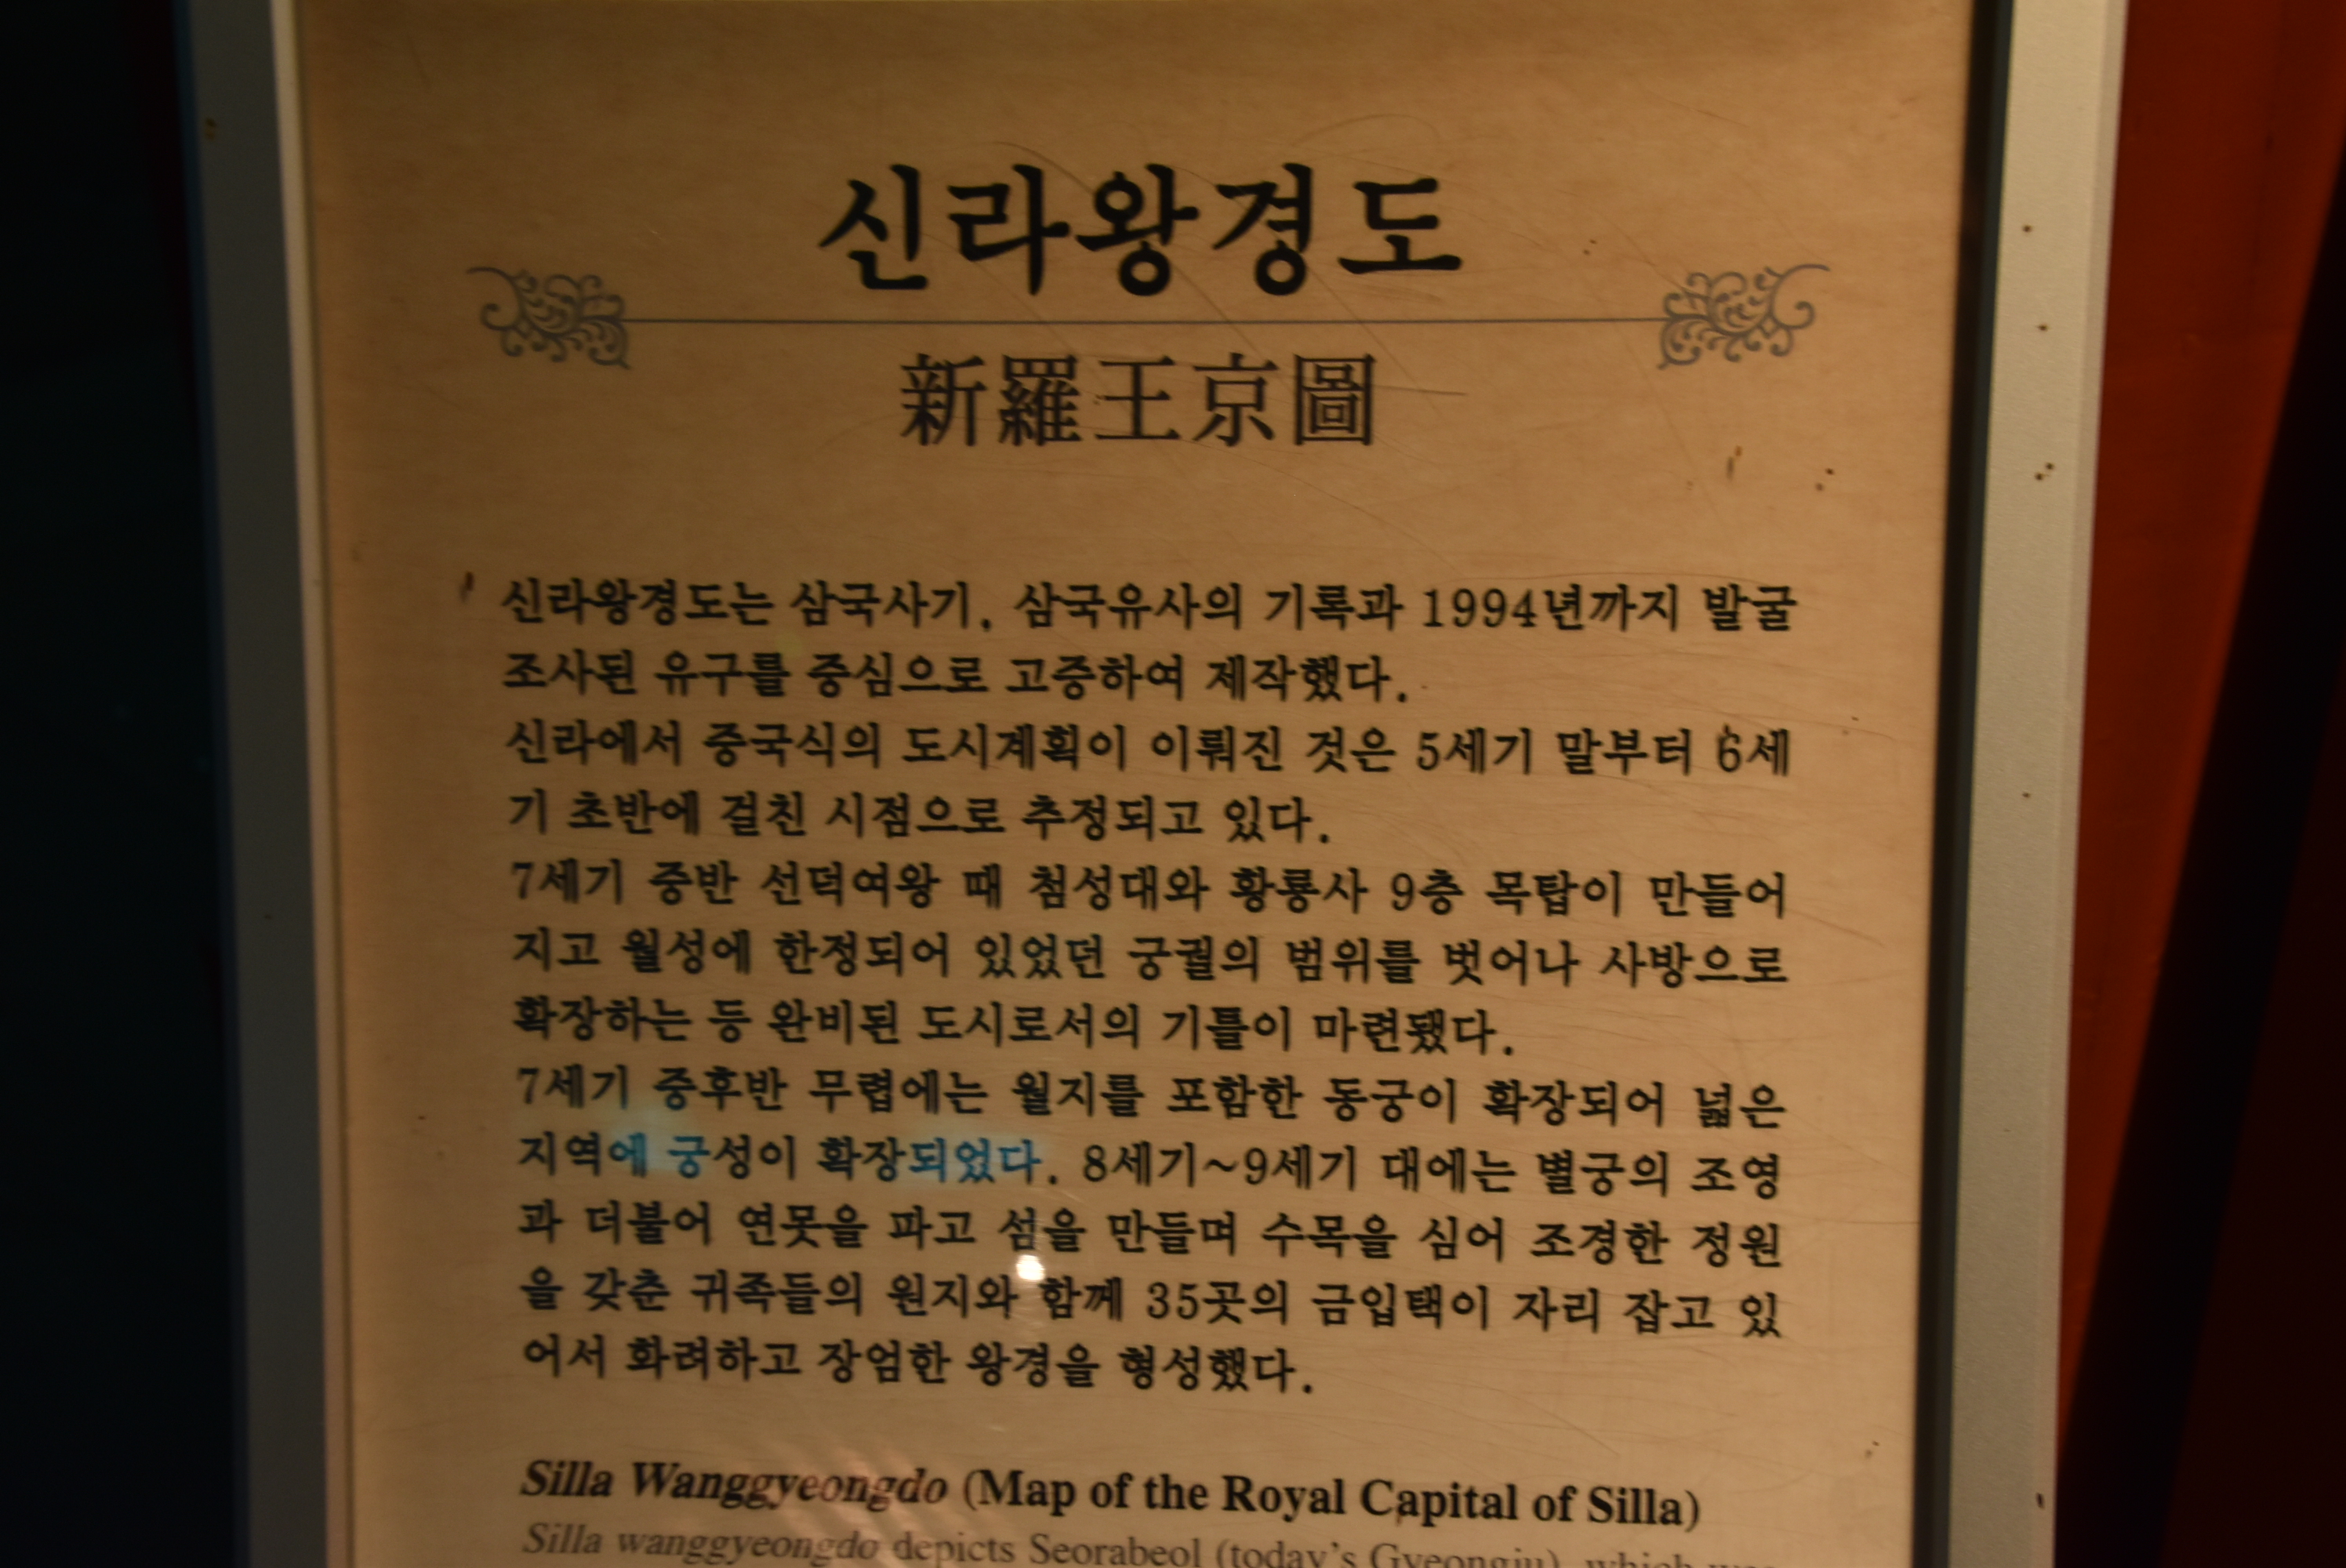 신라왕경도
新羅王京圖
신라왕경도는 삼국사기, 삼국유사의 기록과 1994년까지 발굴
조사된 유구를 중심으로 고증하여 제작했다.
신라에서 중국식의 도시계획이 이뤄진 것은 5세기 말부터 6세
기 초반에 걸친 시점으로 추정되고 있다.
7세기 중반 선덕여왕 때 첨성대와 황룡사 9층 목탑이 만들어
지고 월성에 한정되어 있었던 궁궐의 범위를 벗어나 사방으로
확장하는 등 완비된 도시로서의 기틀이 마련됐다.
7세기 중후반 무렵에는 월지를 포함한 동궁이 확장되어 넓은
지역에 궁성이 확장되었다. 8세기~9세기 대에는 별궁의 조영
과 더불어 연못을 파고 섬을 만들며 수목을 심어 조경한 정원
을 갖춘 귀족들의 원지와 함께 35곳의 금입택이 자리 잡고 있
어서 화려하고 장엄한 왕경을 형성했다.
Silla Wanggyeongdo (Map of the Royal Capital of Silla)
Silla wanggyeongdo depicts Seorabeol (today's Gyeongju), which was